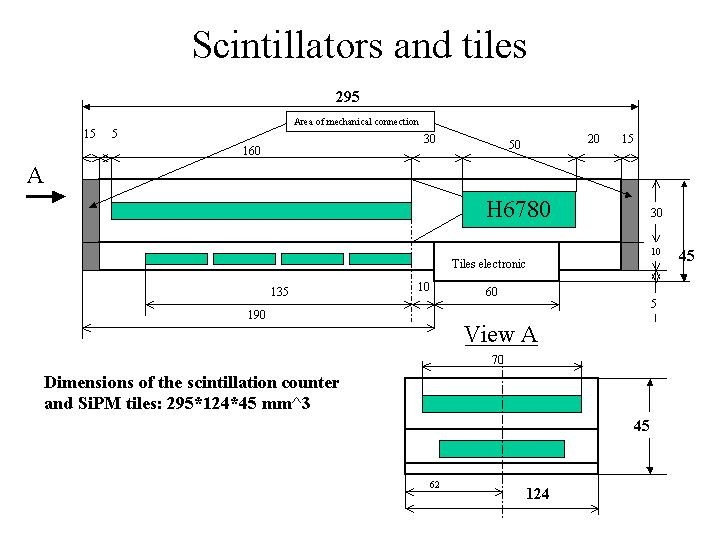 Scintillators and tiles
295
Area of mechanical connection
15
5
160
30
50
20
15
A
H6780
30
10
45
Tiles electronic
135
10
60
5
190
View A
70
Dimensions of the scintillation counter
and Si.PM tiles: 295*124*45 mm^3
45
62
124